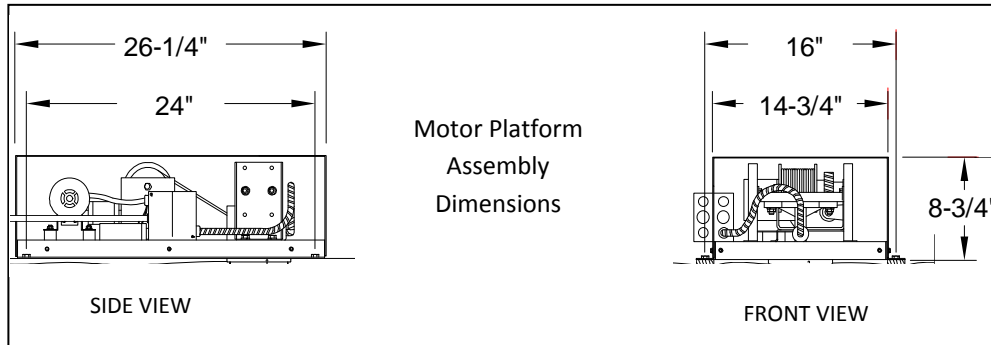 26-1/4"
24"
Motor Platform
Assembly
Dimensions
16"
14-3/4"
8-3/4"
SIDE VIEW
FRONT VIEW